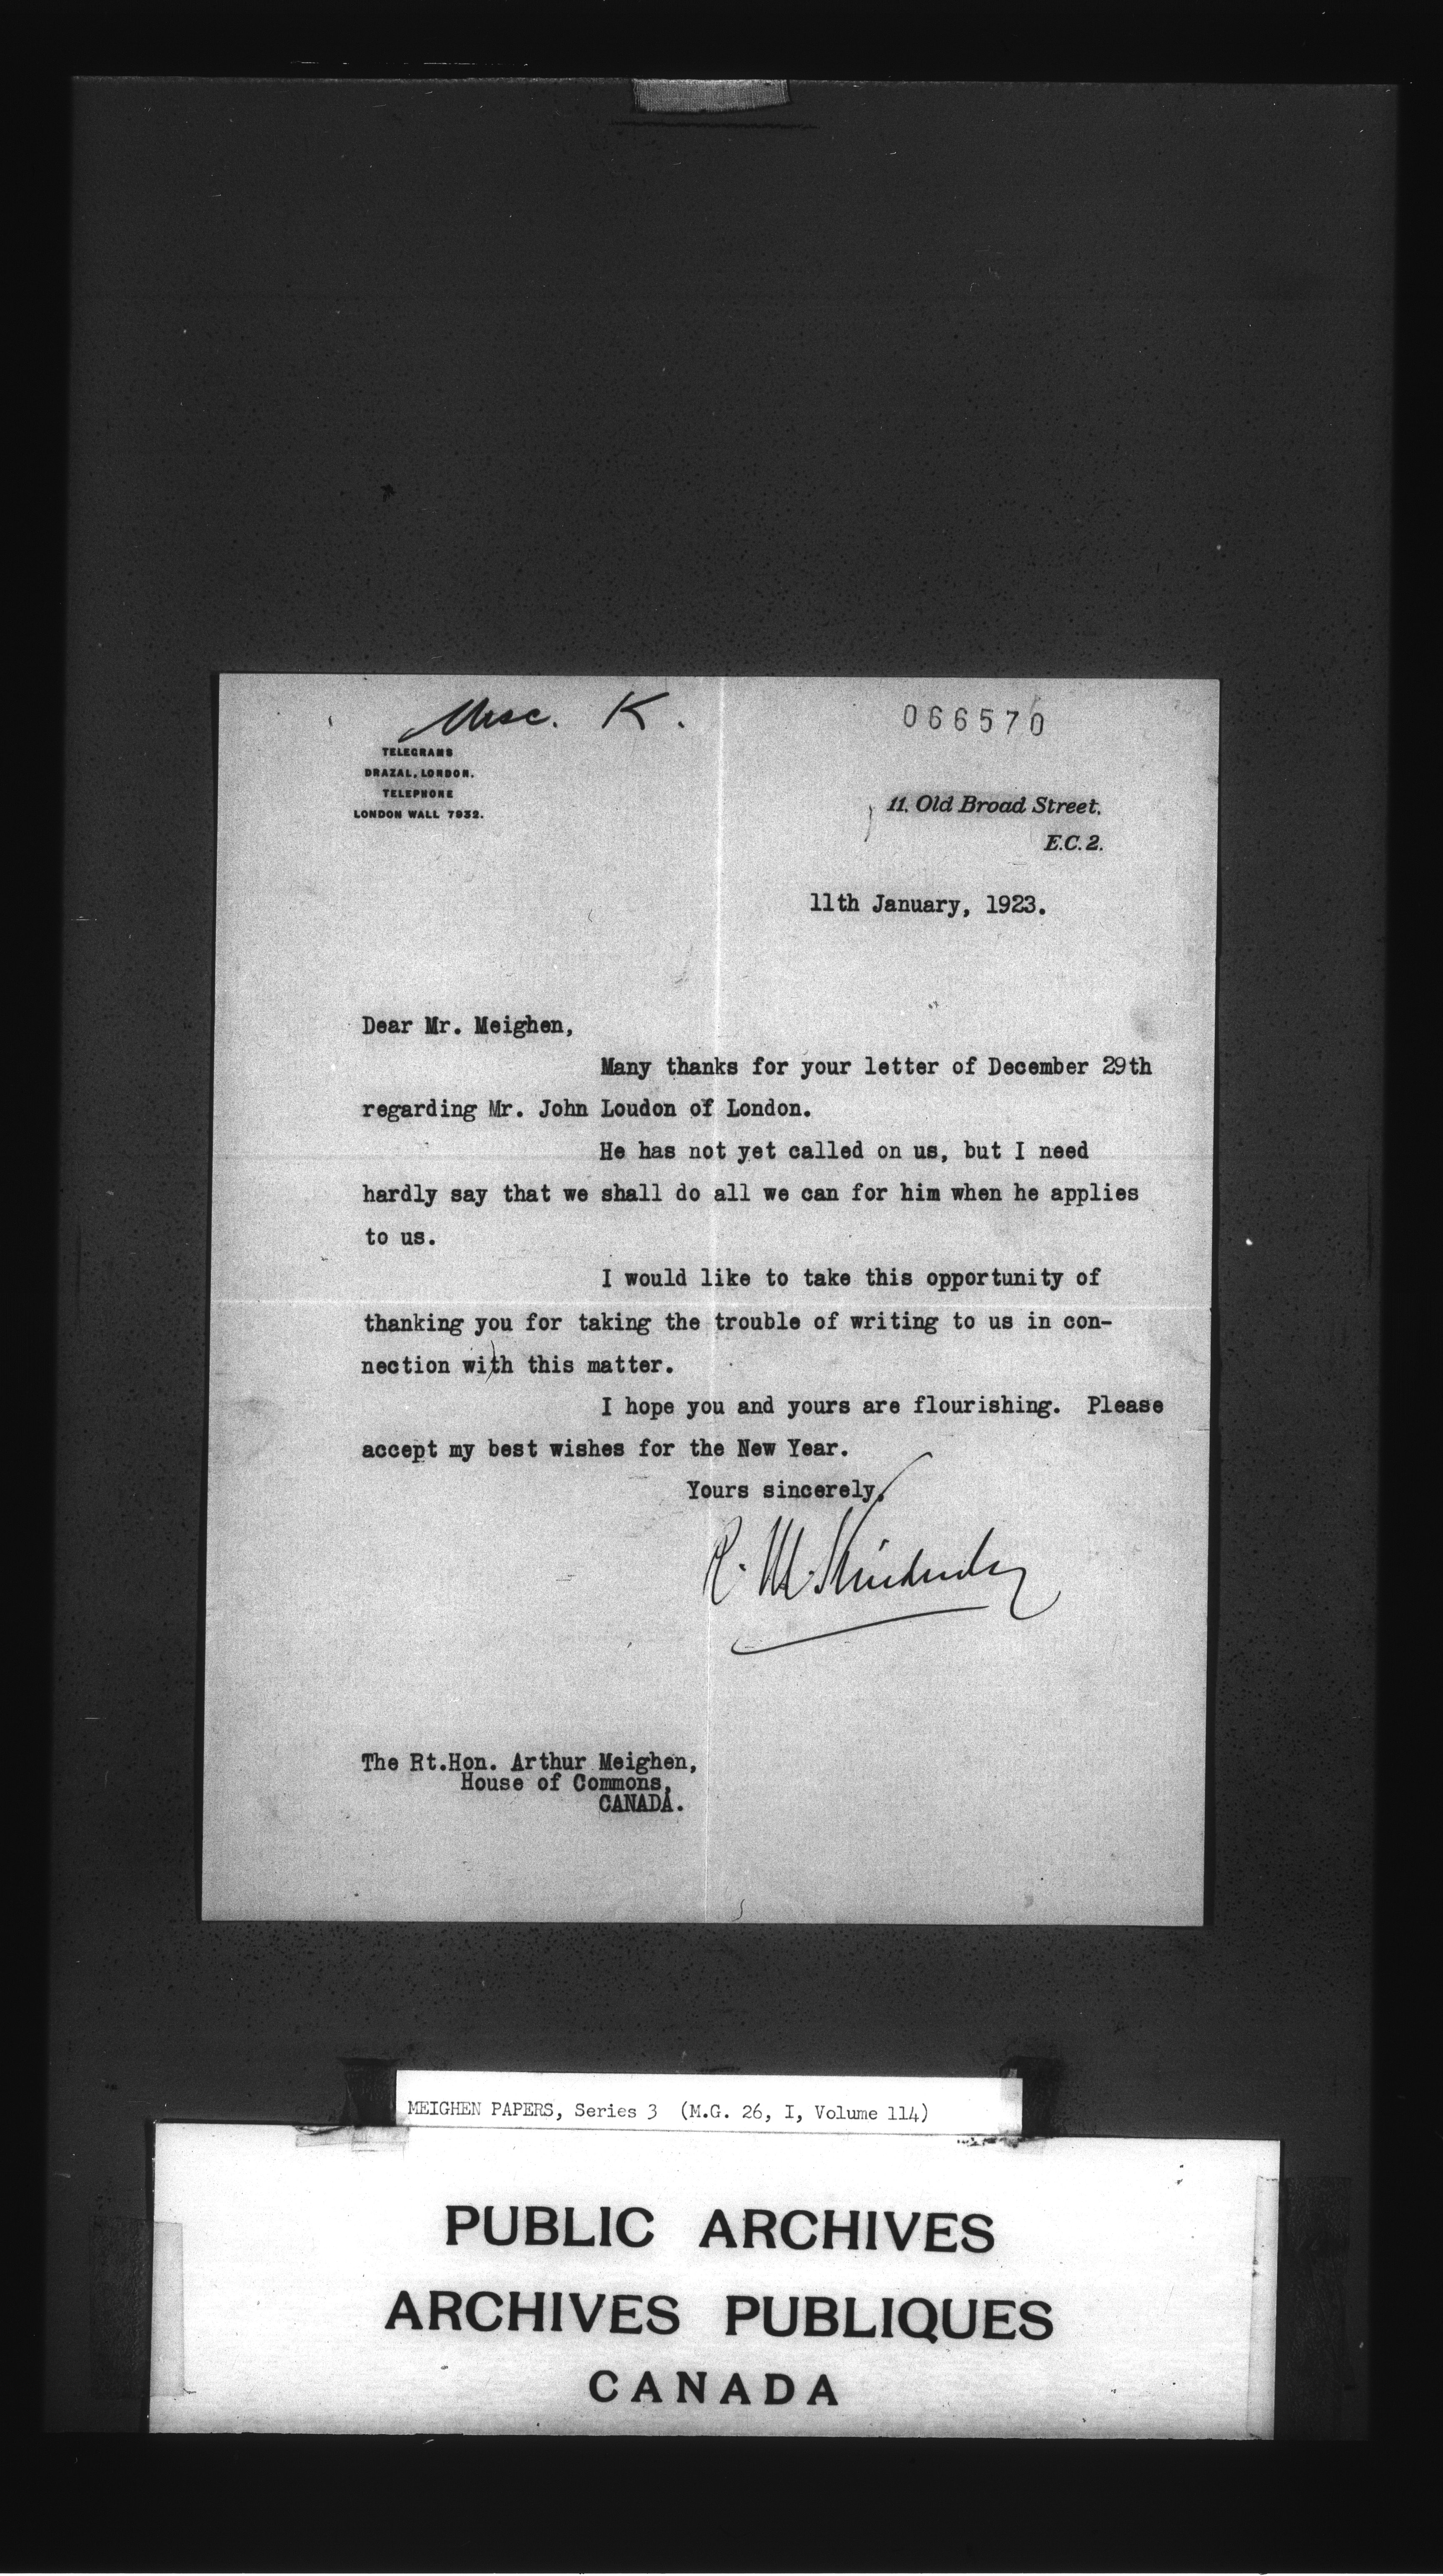 Misc. K.
066570
TELEGRAMS
DRAZAL, LONDON.
TELEPHONE
LONDON WALL 7932.
11, Old Broad Street,
E.C.2.
11th January, 1923.
Dear Mr. Meighen,
Many thanks for your letter of December 29th
regarding Mr. John Loudon of London.
He has not yet called on us, but I need
hardly say that we shall do all we can for him when he applies
to us.
I would like to take this opportunity of
thanking you for taking the trouble of writing to us in con-
nection with this matter.
I hope you and yours are flourishing. Please
accept my best wishes for the New Year.
Yours sincerely,
R. M. Kindersley
The Rt.Hon. Arthur Meighen,
House of Commons,
CANADA.
MEIGHEN PAPERS, Series 3 (M.G. 26, I, Volume 114)
PUBLIC ARCHIVES
ARCHIVES PUBLIQUES
CANADA